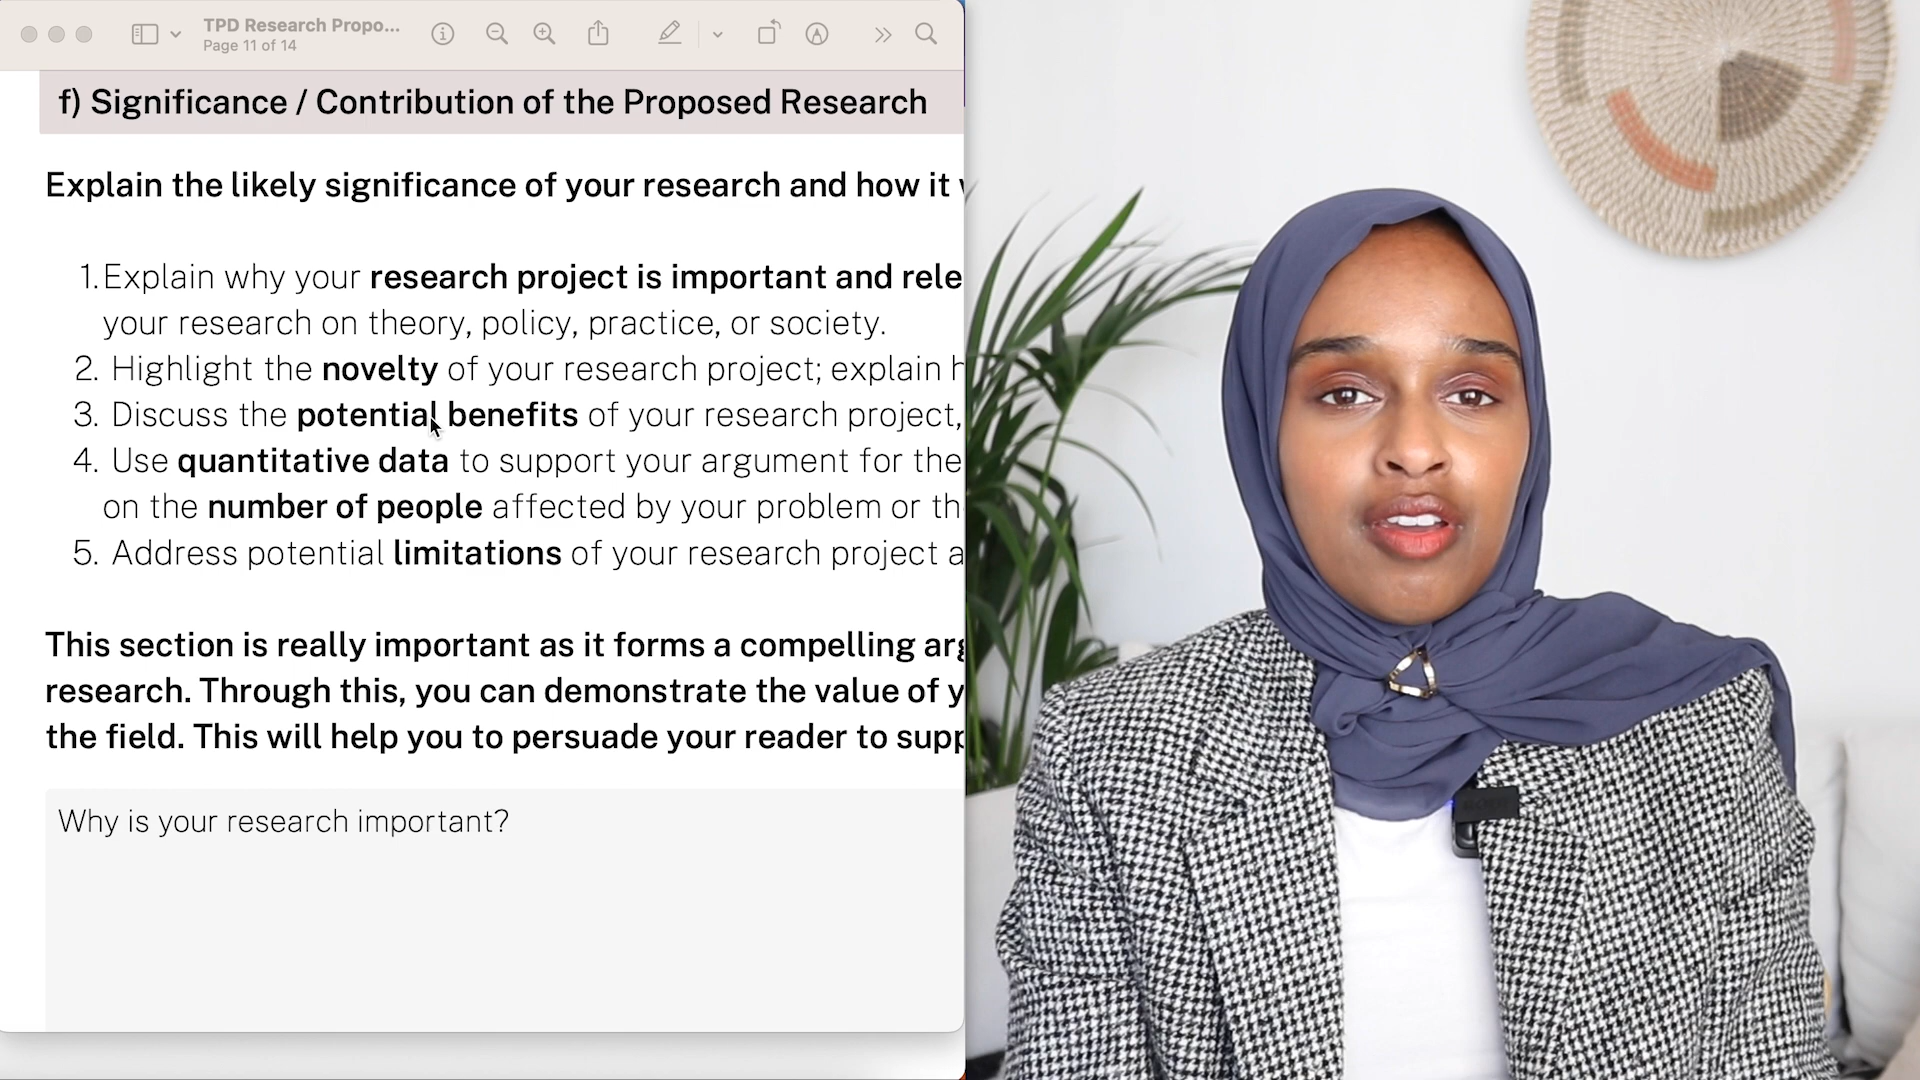 TPD Research Propo...
Page 11 of 14
f) Significance / Contribution of the Proposed Research
Explain the likely significance of your research and how it
1. Explain why your research project is important and rele
your research on theory, policy, practice, or society.
2. Highlight the novelty of your research project; explain h
3. Discuss the potential benefits of your research project,
4. Use quantitative data to support your argument for the
on the number of people affected by your problem or th
5. Address potential limitations of your research project a
This section is really important as it forms a compelling arg
research. Through this, you can demonstrate the value of y
the field. This will help you to persuade your reader to supp
Why is your research important?